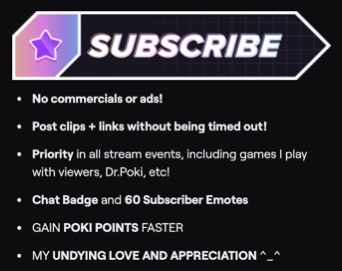 SUBSCRIBE
• No commercials or ads!
• Post clips + links without being timed out!
• Priority in all stream events, including games I play
with viewers, Dr.Poki, etc!
• Chat Badge and 60 Subscriber Emotes
• GAIN POKI POINTS FASTER
• MY UNDYING LOVE AND APPRECIATION ^_^